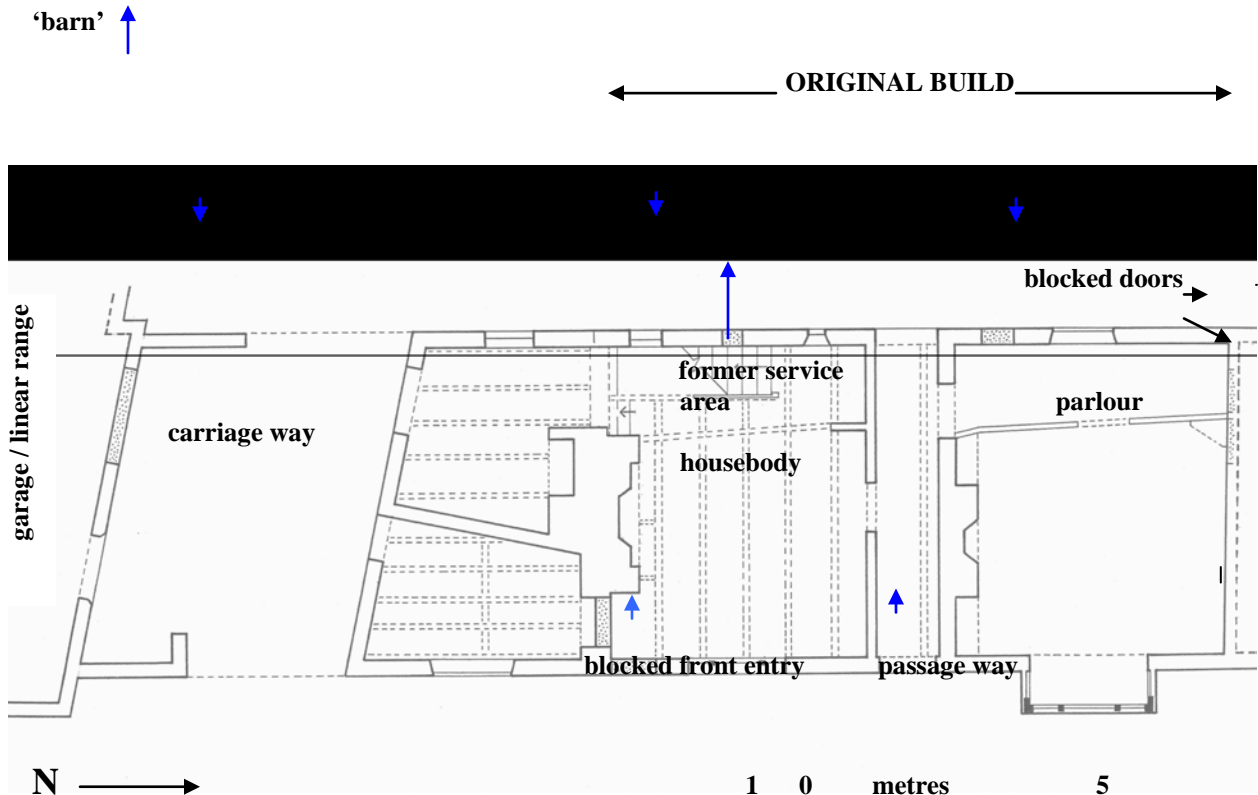 ‘barn’
ORIGINAL BUILD
blocked doors
garage / linear range
former service
area
parlour
carriage way
housebody
blocked front entry
passage way
N
1 0 metres 5